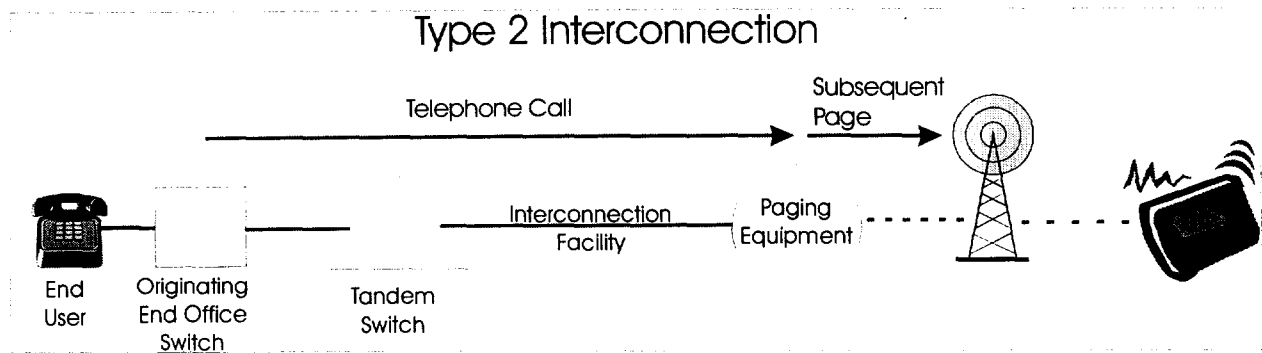 Type 2 Interconnection
Telephone Call
Subsequent
Page
Interconnection
Facility
Paging
Equipment
End
User
Originating
End Office
Switch
Tandem
Switch